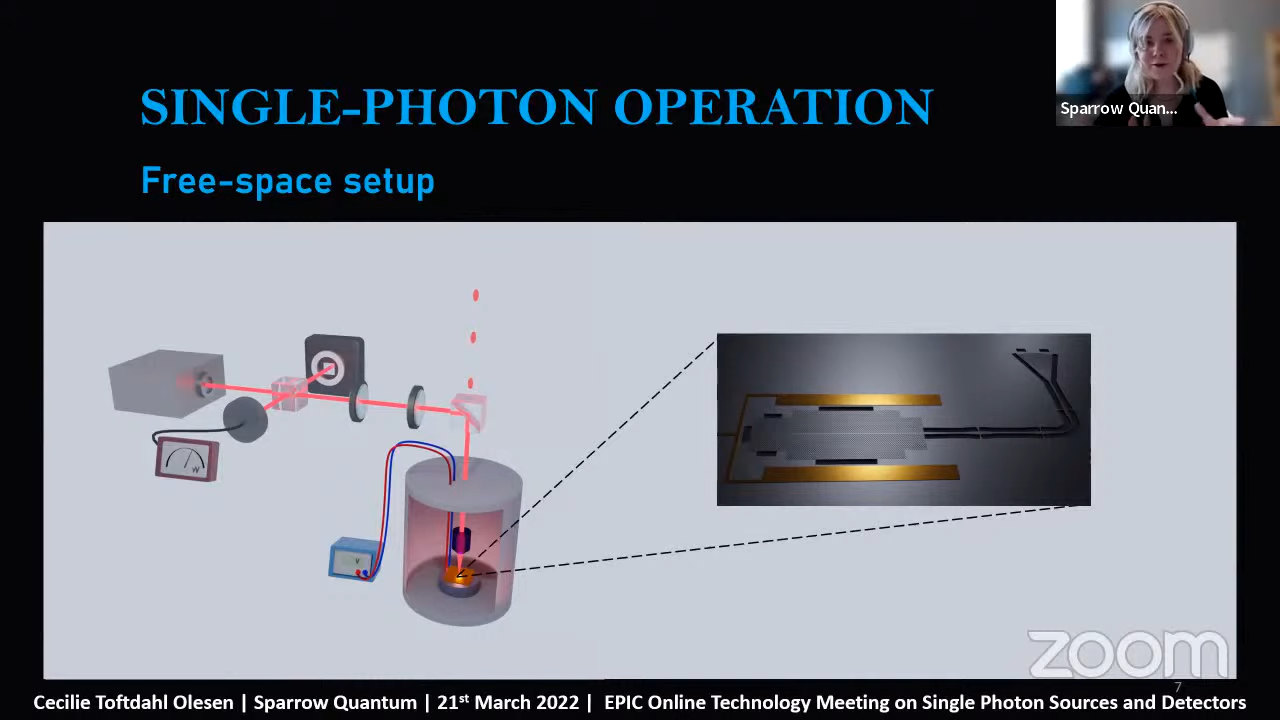 SINGLE-PHOTON OPERATION
Free-space setup
Sparrow Quan...
W
V
zoom
7
Cecilie Toftdahl Olesen | Sparrow Quantum | 21st March 2022 | EPIC Online Technology Meeting on Single Photon Sources and Detectors